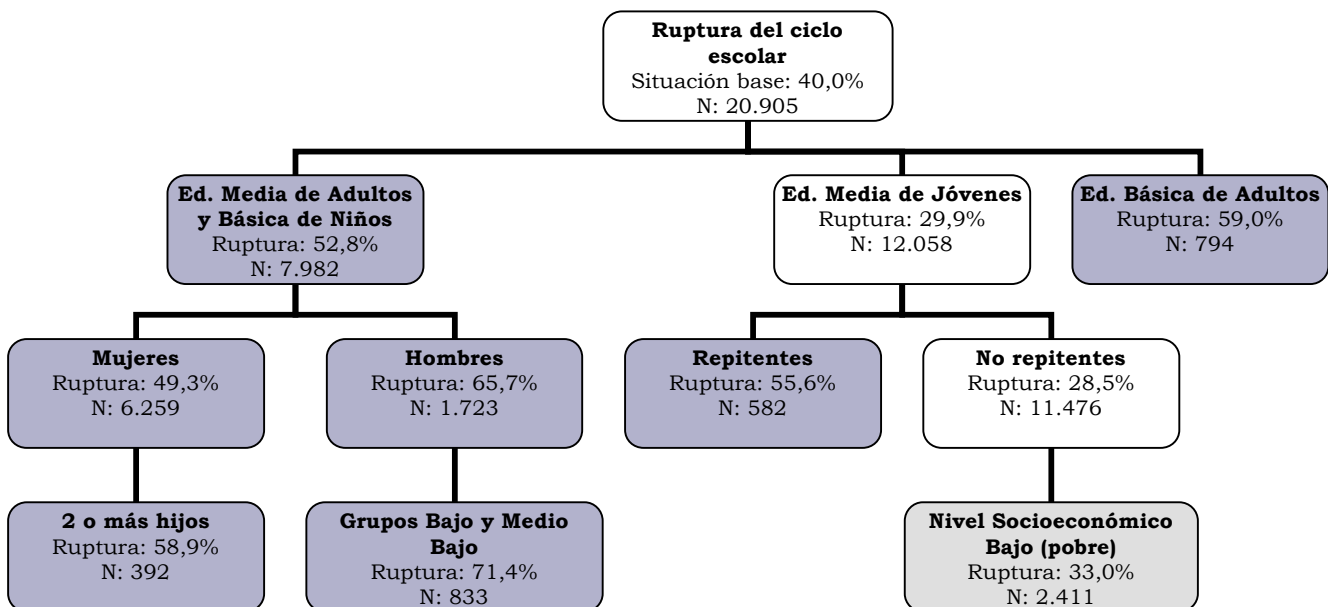 Ruptura del ciclo
escolar
Situación base: 40,0%
N: 20.905
Ed. Media de Adultos
y Básica de Niños
Ruptura: 52,8%
N: 7.982
Ed. Media de Jóvenes
Ruptura: 29,9%
N: 12.058
Ed. Básica de Adultos
Ruptura: 59,0%
N: 794
Mujeres
Ruptura: 49,3%
N: 6.259
Hombres
Ruptura: 65,7%
N: 1.723
Repitentes
Ruptura: 55,6%
N: 582
No repitentes
Ruptura: 28,5%
N: 11.476
2 o más hijos
Ruptura: 58,9%
N: 392
Grupos Bajo y Medio
Bajo
Ruptura: 71,4%
N: 833
Nivel Socioeconómico
Bajo (pobre)
Ruptura: 33,0%
N: 2.411